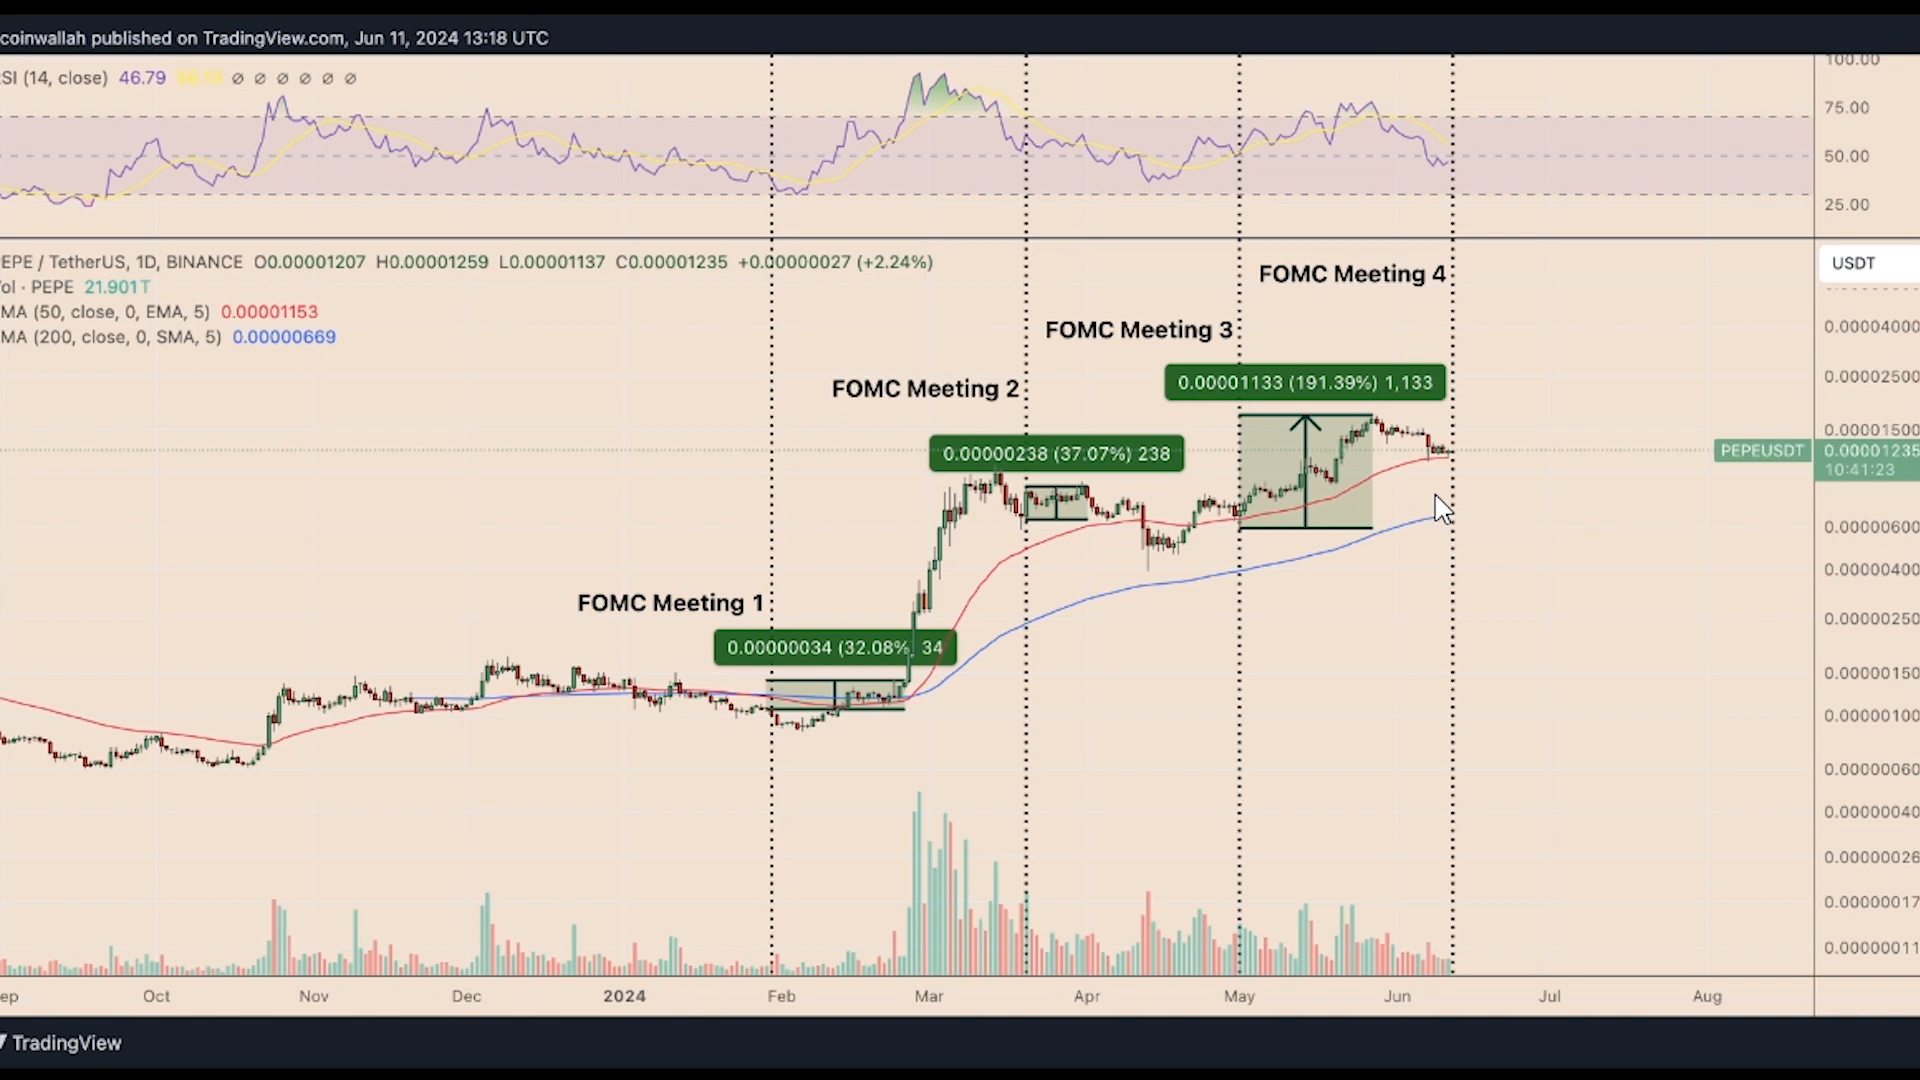 coinwallah published on TradingView.com, Jun 11, 2024 13:18 UTC
SI (14, close) 46.79 ∅ ∅ ∅ ∅ ∅ ∅
100.00
75.00
50.00
25.00
EPE / TetherUS, 1D, BINANCE O0.00001207 H0.00001259 L0.00001137 C0.00001235 +0.00000027 (+2.24%)
ol · PEPE 21.901T
MA (50, close, 0, EMA, 5) 0.00001153
MA (200, close, 0, SMA, 5) 0.00000669
USDT
FOMC Meeting 4
FOMC Meeting 3
FOMC Meeting 2
FOMC Meeting 1
0.00001133 (191.39%) 1,133
0.00000238 (37.07%) 238
0.00000034 (32.08% 34
0.00004000
0.00002500
0.00001500
PEPEUSDT 0.00001235
10:41:23
0.00000600
0.00000400
0.00000250
0.00000150
0.00000100
0.00000060
0.00000040
0.00000026
0.00000017
0.00000011
ep Oct Nov Dec 2024 Feb Mar Apr May Jun Jul Aug
TradingView